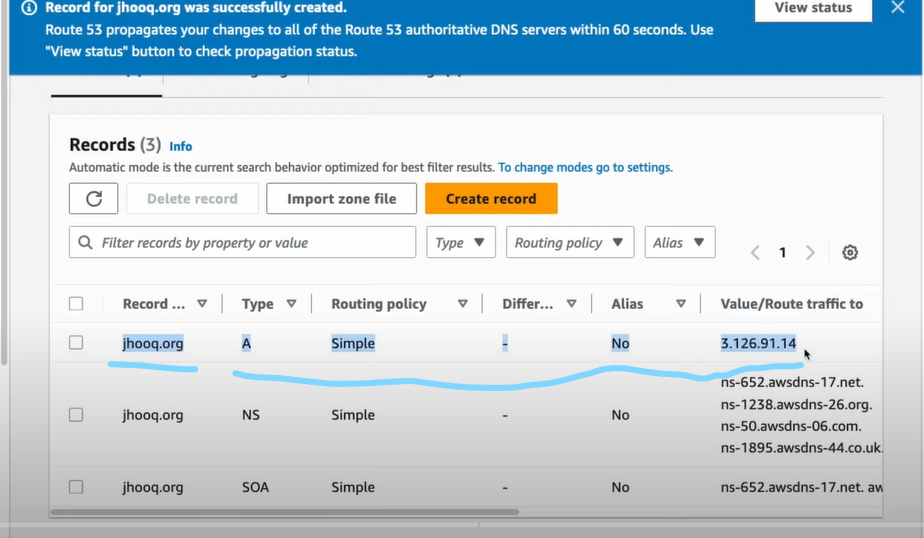 Record for jhooq.org was successfully created.
View status
Route 53 propagates your changes to all of the Route 53 authoritative DNS servers within 60 seconds. Use
"View status" button to check propagation status.
Records (3) Info
Automatic mode is the current search behavior optimized for best filter results. To change modes go to settings.
Delete record Import zone file Create record
Filter records by property or value Type Routing policy Alias 1
Record ... Type Routing policy Differ... Alias Value/Route traffic to
jhooq.org A Simple - No 3.126.91.14
ns-652.awsdns-17.net.
ns-1238.awsdns-26.org.
jhooq.org NS Simple - No
ns-50.awsdns-06.com.
ns-1895.awsdns-44.co.uk.
jhooq.org SOA Simple - No ns-652.awsdns-17.net. aw